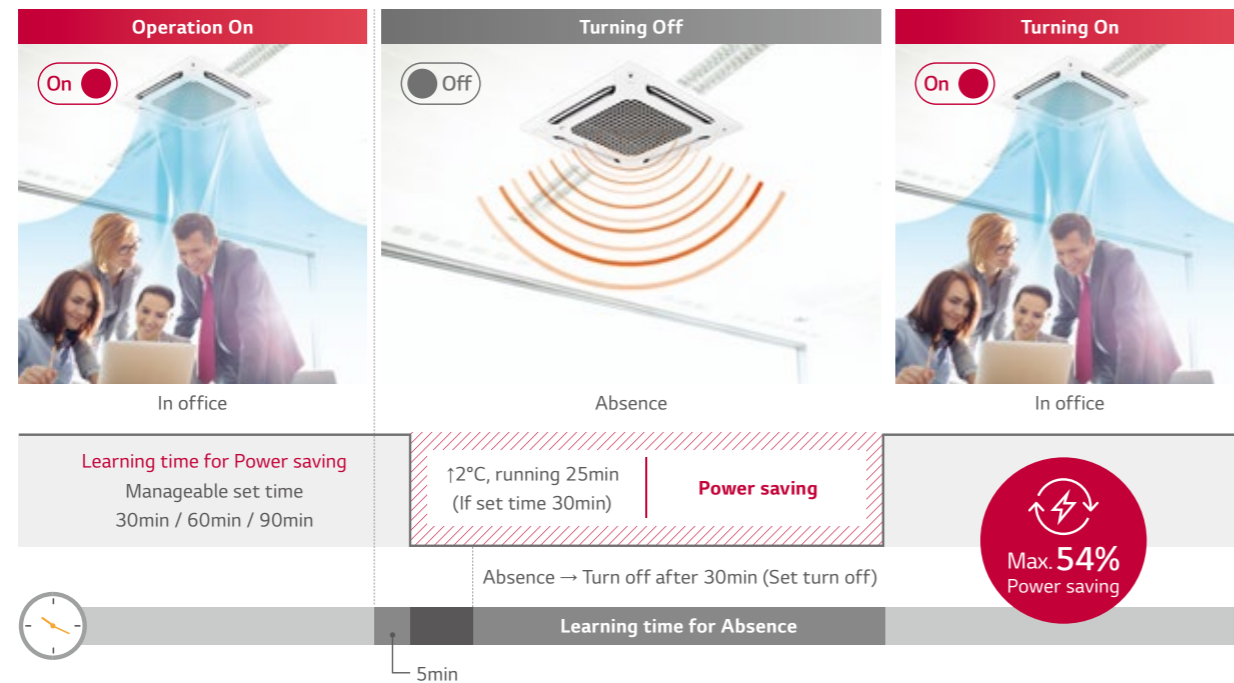 Operation On
Turning Off
Turning On
On
Off
On
In office
Absence
In office
Learning time for Power saving
Manageable set time
30min / 60min / 90min
↑2°C, running 25min
(If set time 30min)
Power saving
Max. 54%
Power saving
Absence → Turn off after 30min (Set turn off)
Learning time for Absence
5min